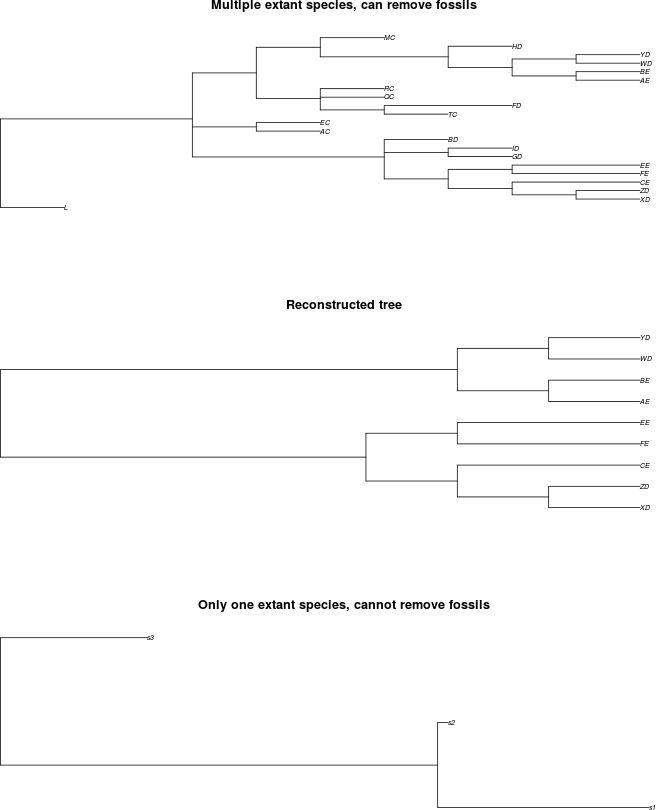 Multiple extant species, can remove fossils
MC
HD
YD
WD
BE
AE
RC
QC
FD
TC
EC
AC
BD
ID
GD
EE
FE
CE
ZD
XD
L
Reconstructed tree
YD
WD
BE
AE
EE
FE
CE
ZD
XD
Only one extant species, cannot remove fossils
s3
s2
s1